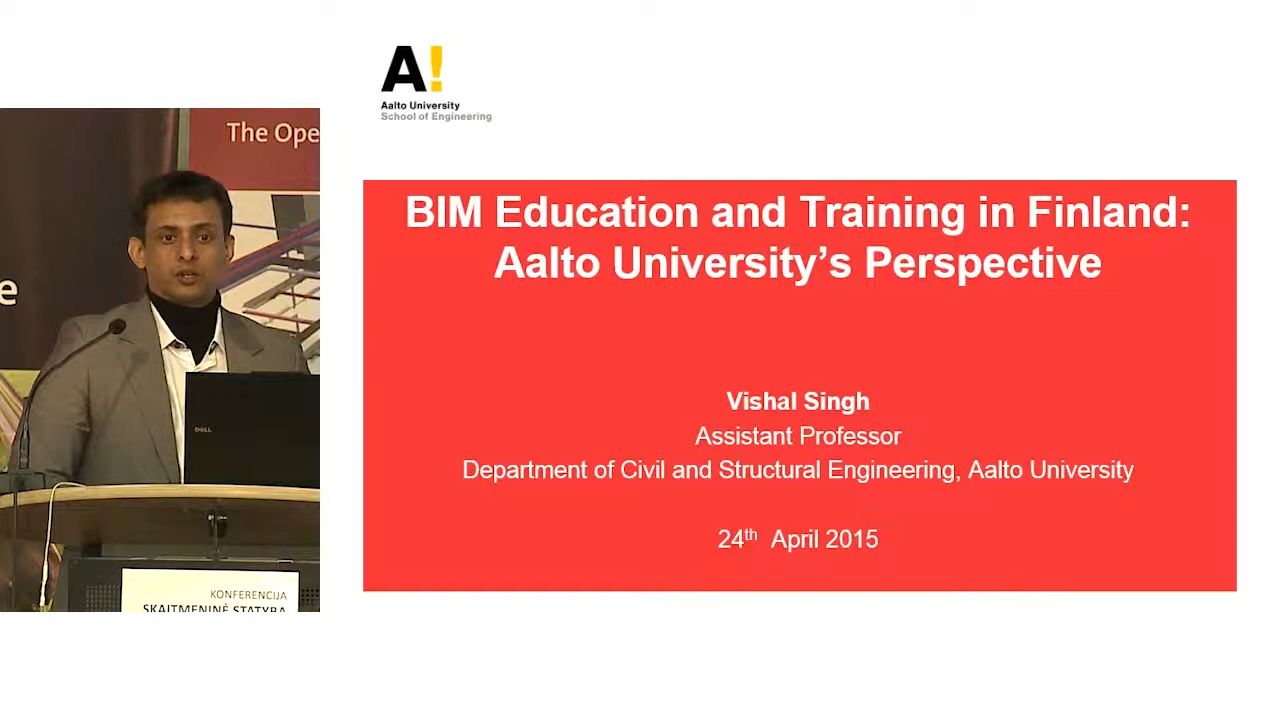 A!
Aalto University
School of Engineering
The Ope
e
BIM Education and Training in Finland:
Aalto University’s Perspective
Vishal Singh
Assistant Professor
Department of Civil and Structural Engineering, Aalto University
24th April 2015
DELL
KONFERENCIJA
SKAITMENINĖ STATYBA